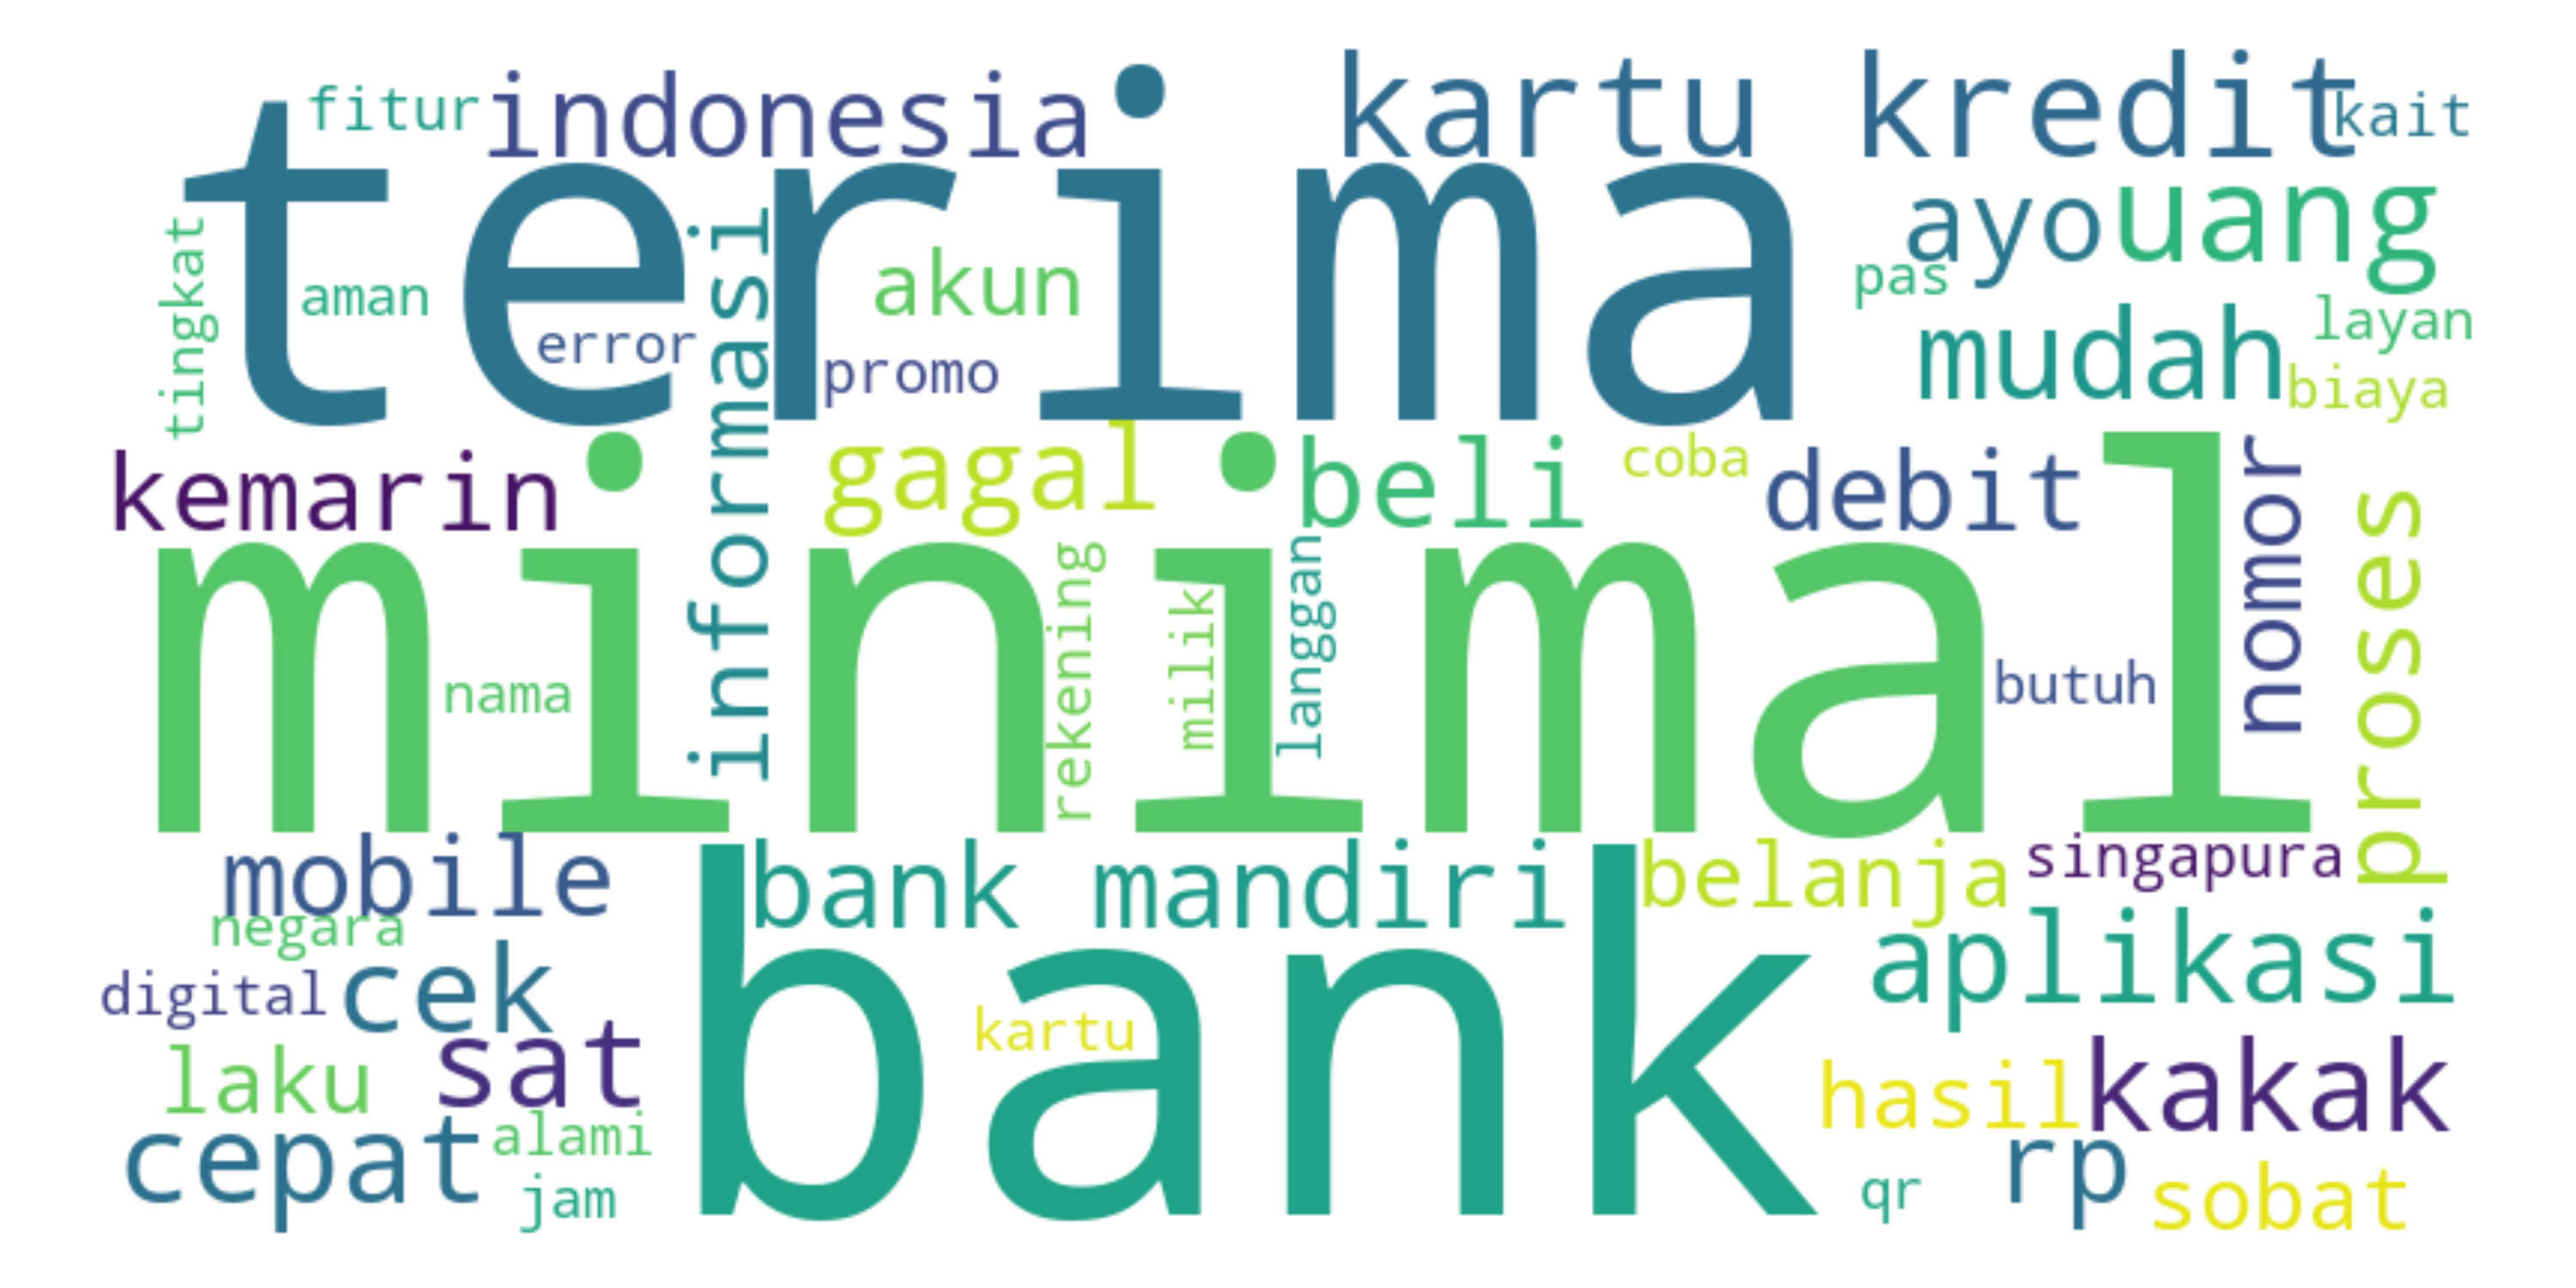 fitur
indonesia
kartu kredit
kait
terima
ayo
uang
tingkat
aman
error
informasi
akun
promo
pas
mudah
layan
biaya
kemarin
gagal
beli
coba
debit
nomor
proses
minimal
nama
rekening
milik
langgan
butuh
mobile
bank mandiri
belanja
singapura
negara
digital
cek
bank
kartu
aplikasi
laku
sat
hasil
kakak
cepat
alami
jam
qr
rp
sobat